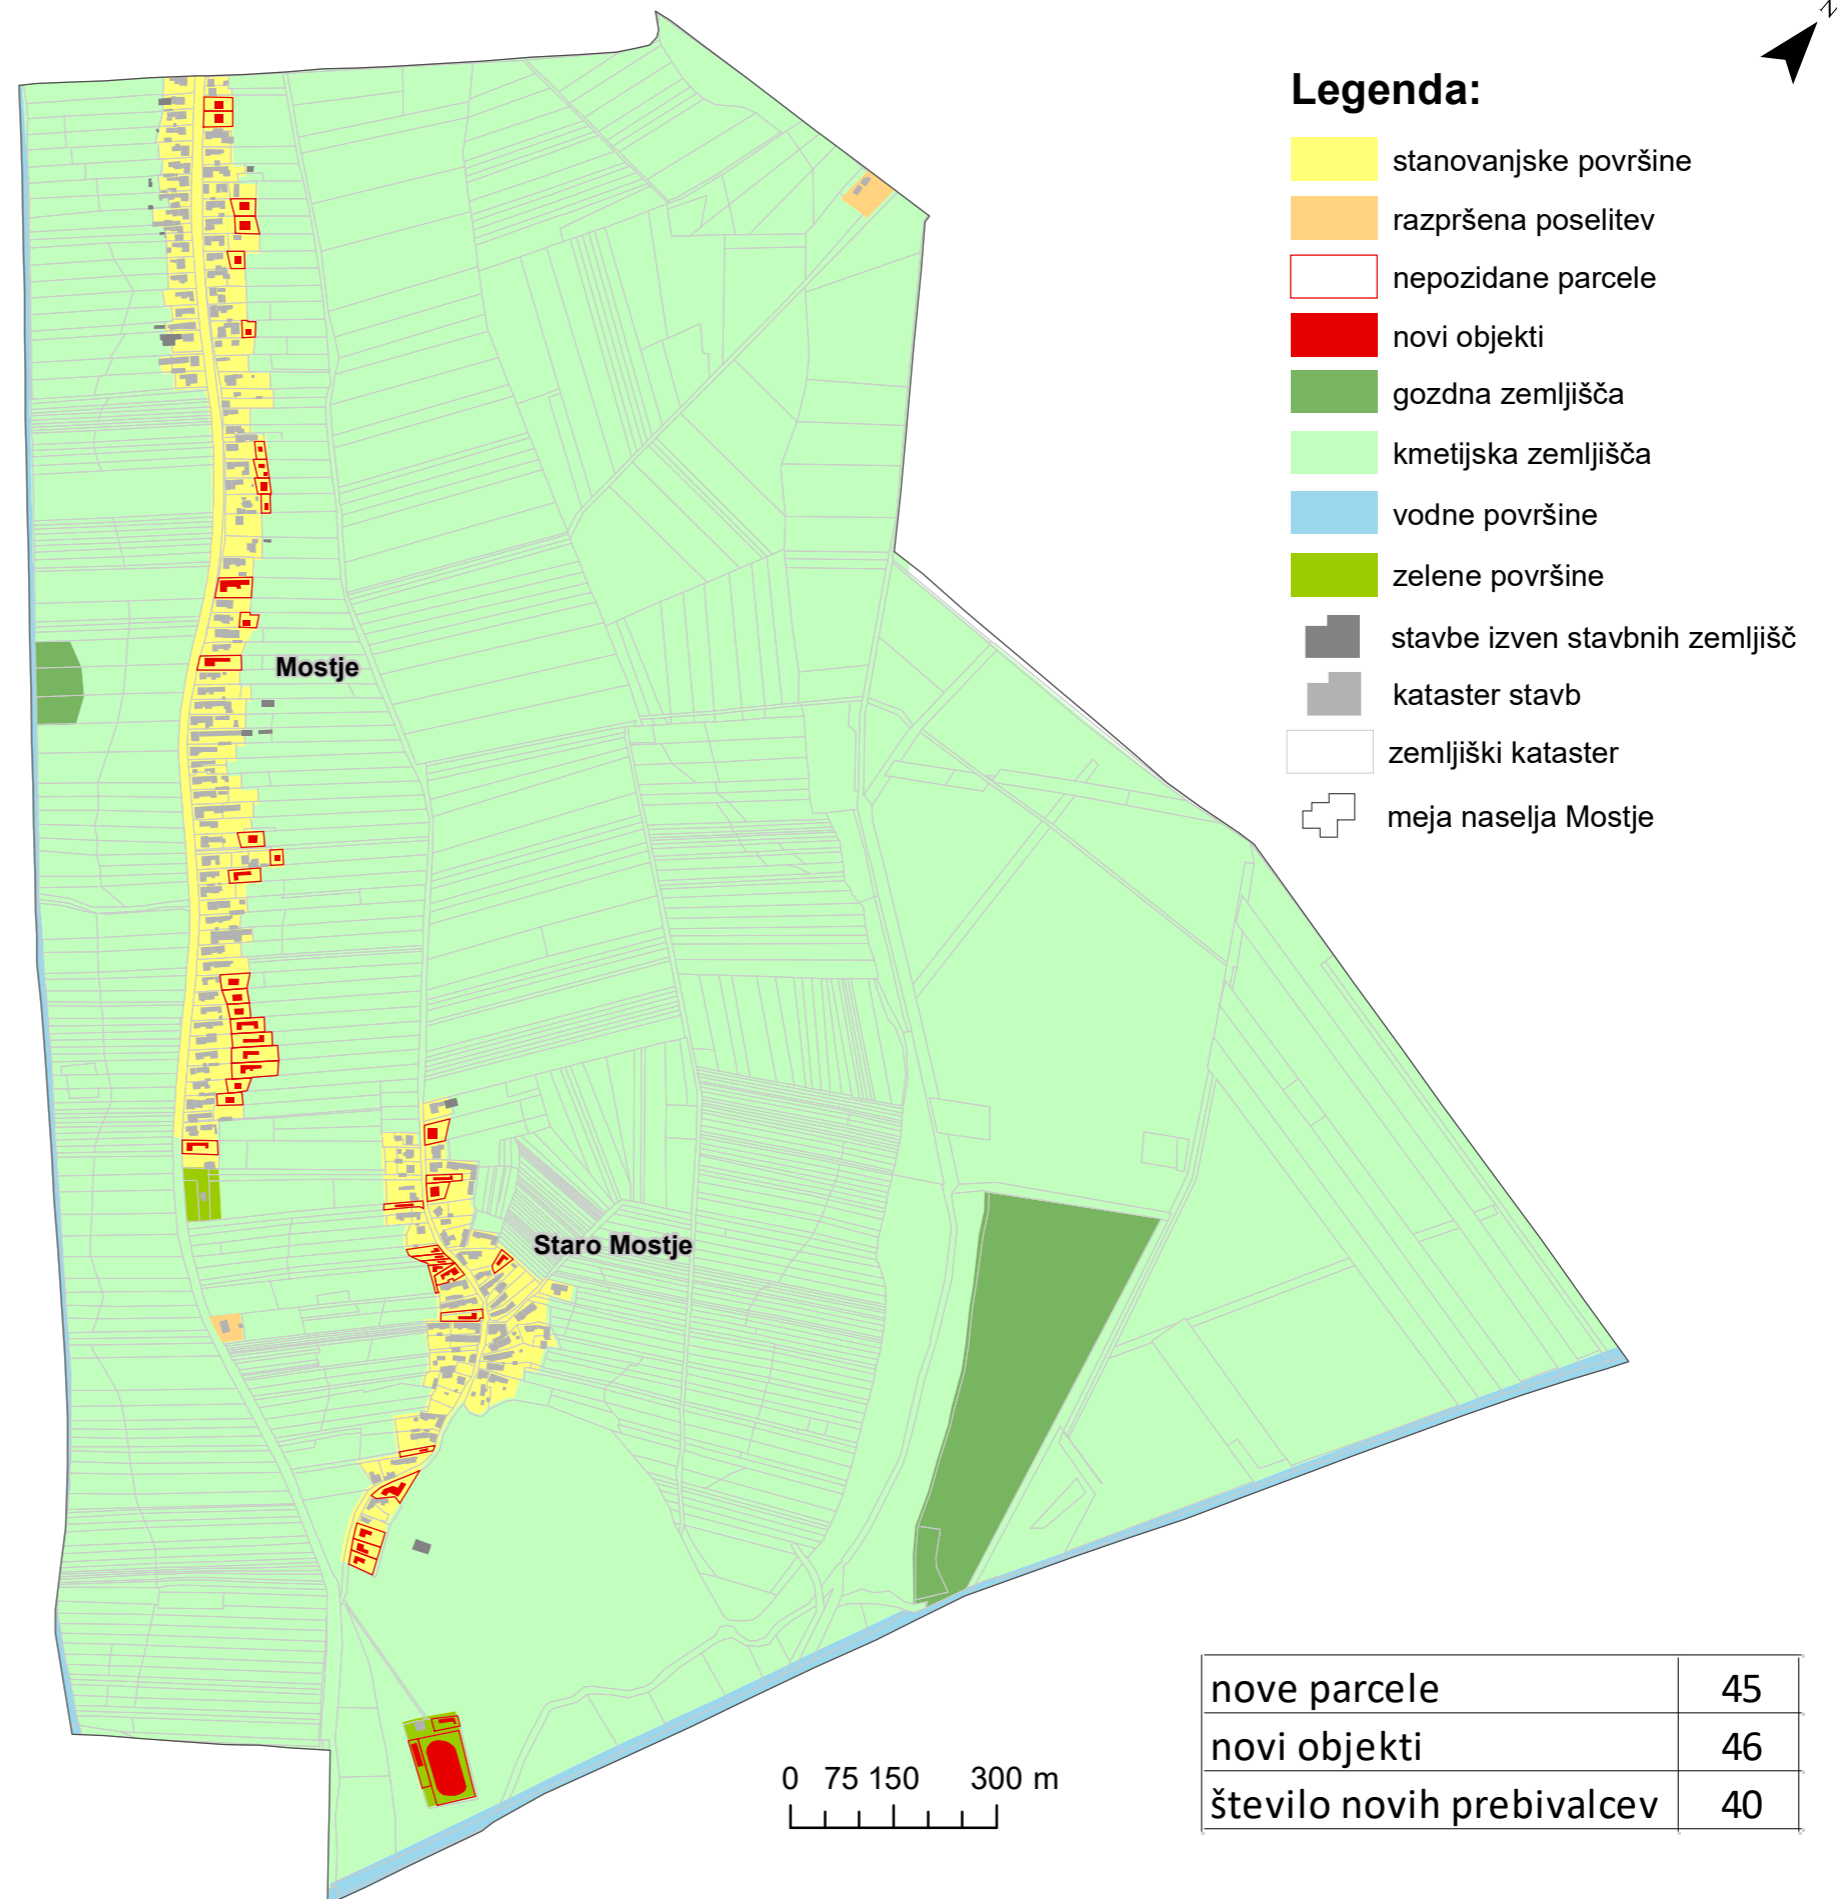 N
Legenda:
stanovanjske površine
razpršena poselitev
nepozidane parcele
novi objekti
gozdna zemljišča
kmetijska zemljišča
vodne površine
zelene površine
stavbe izven stavbnih zemljišč
kataster stavb
zemljiški kataster
meja naselja Mostje
Mostje
Staro Mostje
0 75 150 300 m
nove parcele 45
novi objekti 46
število novih prebivalcev 40